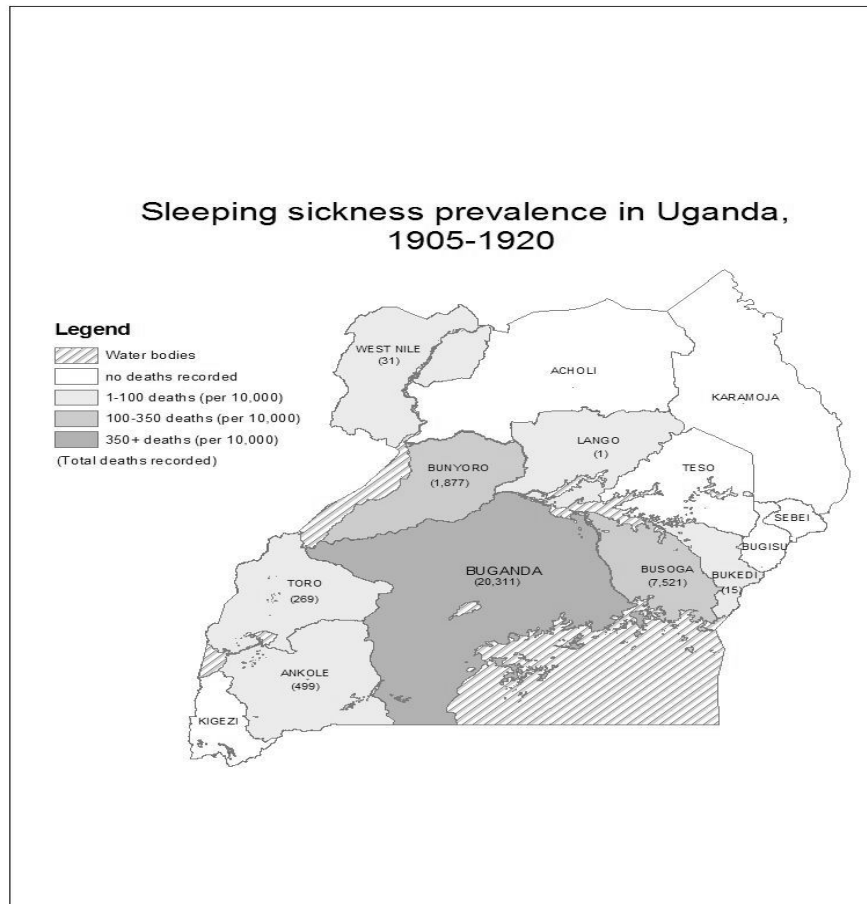 Sleeping sickness prevalence in Uganda,
1905-1920
Legend
Water bodies
no deaths recorded
1-100 deaths (per 10,000)
100-350 deaths (per 10,000)
350+ deaths (per 10,000)
(Total deaths recorded)
WEST NILE
(31)
ACHOLI
KARAMOJA
LANGO
(1)
BUNYORO
(1,877)
TESO
SEBEI
BUGISU
BUKEDI
(15)
BUSOGA
(7,521)
BUGANDA
(20,311)
TORO
(269)
ANKOLE
(499)
KIGEZI